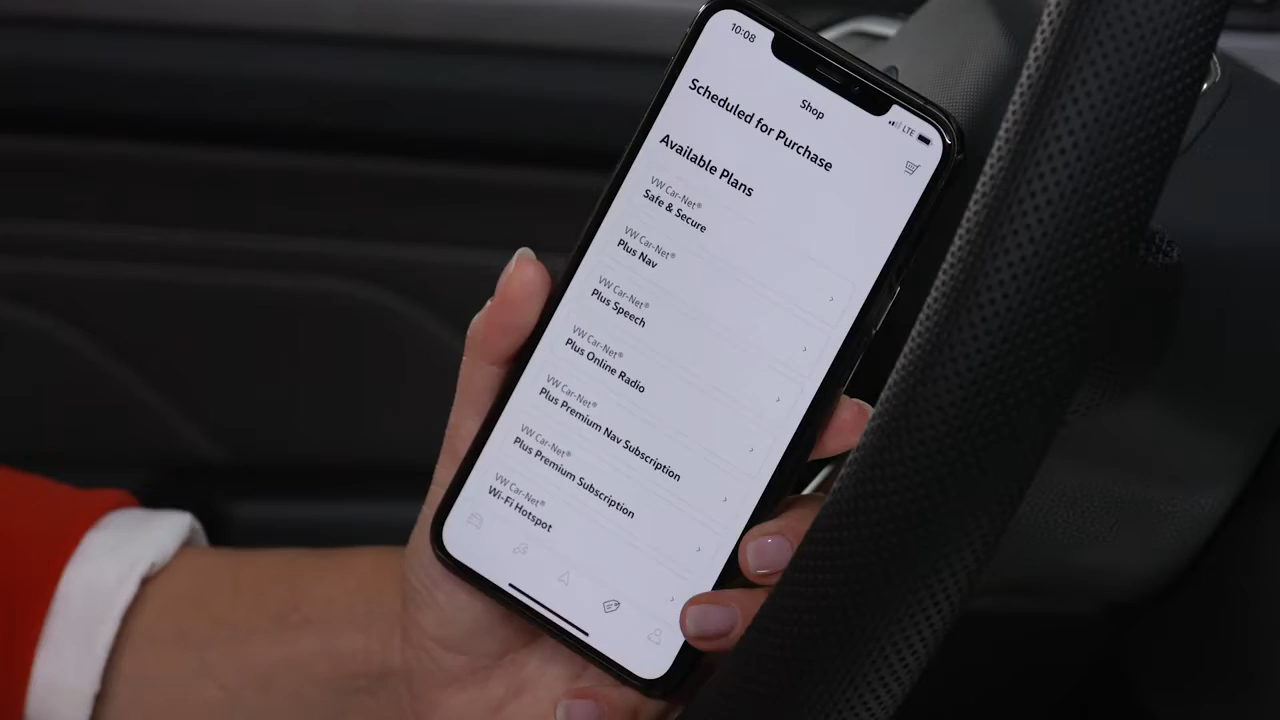 10:08
LTE
Shop
Scheduled for Purchase
Available Plans
VW Car-Net®
Safe & Secure
VW Car-Net®
Plus Nav
VW Car-Net®
Plus Speech
VW Car-Net®
Plus Online Radio
VW Car-Net®
Plus Premium Nav Subscription
VW Car-Net®
Plus Premium Subscription
VW Car-Net®
Wi-Fi Hotspot